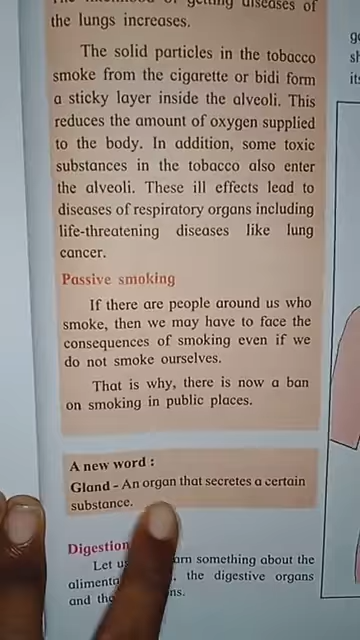 The likelihood of getting diseases of
the lungs increases.
The solid particles in the tobacco
smoke from the cigarette or bidi form
a sticky layer inside the alveoli. This
reduces the amount of oxygen supplied
to the body. In addition, some toxic
substances in the tobacco also enter
the alveoli. These ill effects lead to
diseases of respiratory organs including
life-threatening diseases like lung
cancer.
Passive smoking
If there are people around us who
smoke, then we may have to face the
consequences of smoking even if we
do not smoke ourselves.
That is why, there is now a ban
on smoking in public places.
A new word :
Gland - An organ that secretes a certain
substance.
Digestion
Let something about the
the digestive organs
and